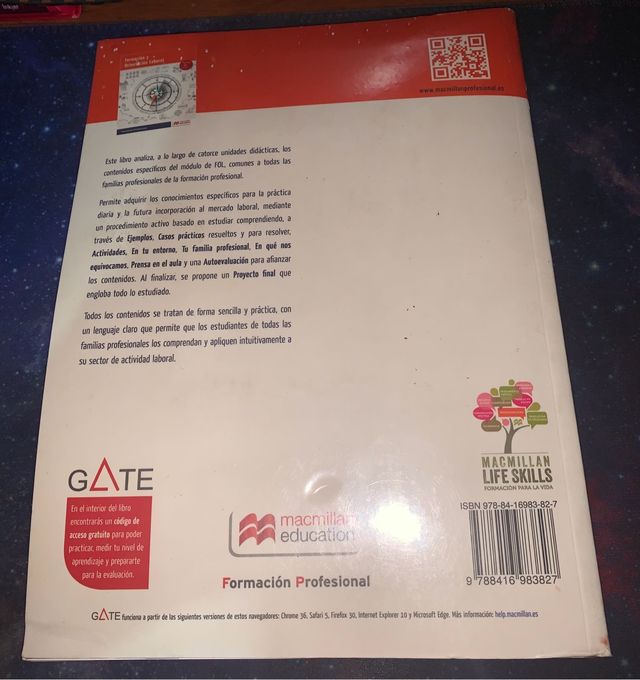 Formación y
Orientación Laboral
www.macmillanprofesional.es
Este libro analiza, a lo largo de catorce unidades didácticas, los
contenidos específicos del módulo de FOL, comunes a todas las
familias profesionales de la formación profesional.
Permite adquirir los conocimientos específicos para la práctica
diaria y la futura incorporación al mercado laboral, mediante
un procedimiento activo basado en estudiar comprendiendo, a
través de Ejemplos, Casos prácticos resueltos y para resolver,
Actividades, En tu entorno, Tu familia profesional, En qué nos
equivocamos, Prensa en el aula y una Autoevaluación para afianzar
los contenidos. Al finalizar, se propone un Proyecto final que
engloba todo lo estudiado.
Todos los contenidos se tratan de forma sencilla y práctica, con
un lenguaje claro que permite que los estudiantes de todas las
familias profesionales los comprendan y apliquen intuitivamente a
su sector de actividad laboral.
GATE
En el interior del libro
encontrarás un código de
acceso gratuito para poder
practicar, medir tu nivel de
aprendizaje y prepararte
para la evaluación.
macmillan
education
Formación Profesional
MACMILLAN
LIFE SKILLS
FORMACIÓN PARA LA VIDA
ISBN 978-84-16983-82-7
9 788416 983827
GATE funciona a partir de las siguientes versiones de estos navegadores: Chrome 36, Safari 5, Firefox 30, Internet Explorer 10 y Microsoft Edge. Más información: help.macmillan.es